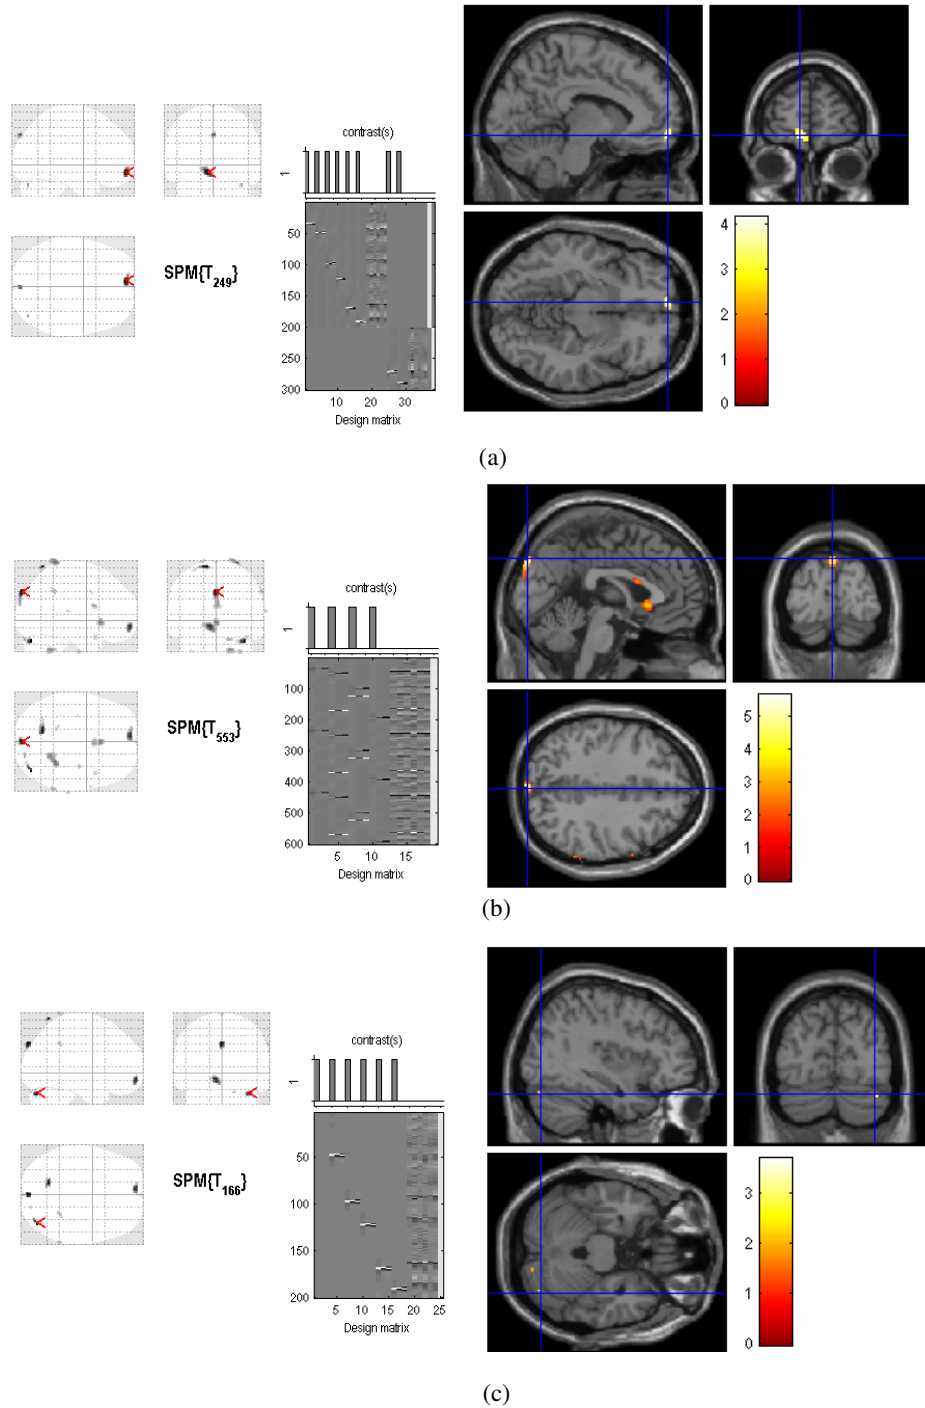 contrast(s)
1
SPM{T249}
50
100
150
200
250
300
10 20 30
Design matrix
4
3
2
1
0
(a)
contrast(s)
1
SPM{T553}
100
200
300
400
500
600
5 10 15
Design matrix
5
4
3
2
1
0
(b)
contrast(s)
1
SPM{T166}
50
100
150
200
5 10 15 20 25
Design matrix
3
2
1
0
(c)